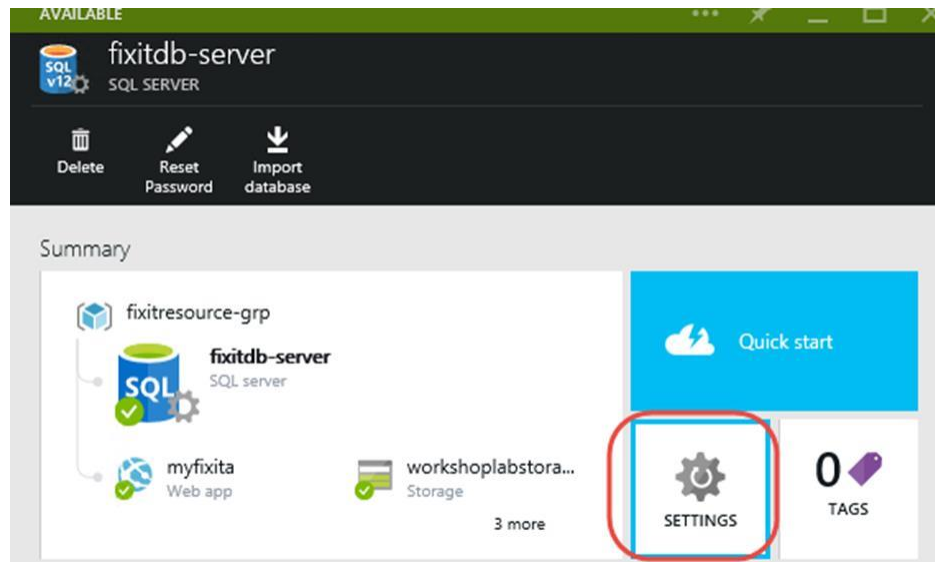 AVAILABLE
fixitdb-server
SQL SERVER
SQL
v12
Delete
Reset
Password
Import
database
Summary
fixitresource-grp
fixitdb-server
SQL server
SQL
myfixita
Web app
workshoplabstora...
Storage
3 more
Quick start
SETTINGS
0
TAGS